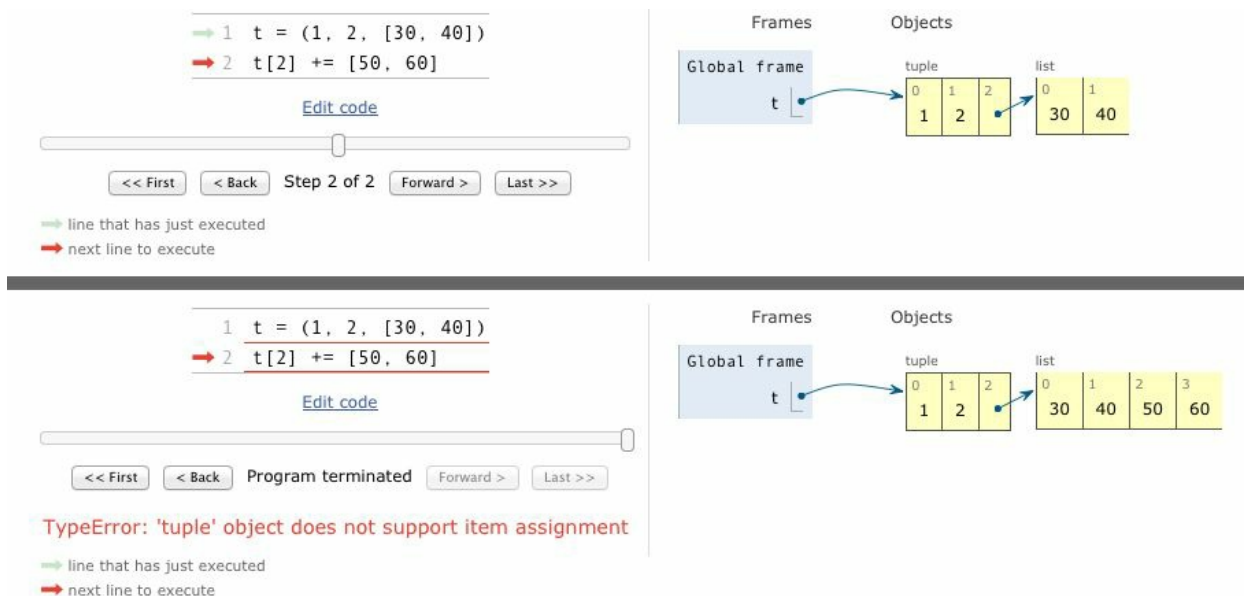 1 t = (1, 2, [30, 40])
2 t[2] += [50, 60]
Edit code
<< First < Back Step 2 of 2 Forward > Last >>
line that has just executed
next line to execute
Frames Objects
Global frame
t
tuple
0 1 2
1 2
list
0 1
30 40
1 t = (1, 2, [30, 40])
2 t[2] += [50, 60]
Edit code
<< First < Back Program terminated Forward > Last >>
TypeError: 'tuple' object does not support item assignment
line that has just executed
next line to execute
Frames Objects
Global frame
t
tuple
0 1 2
1 2
list
0 1 2 3
30 40 50 60